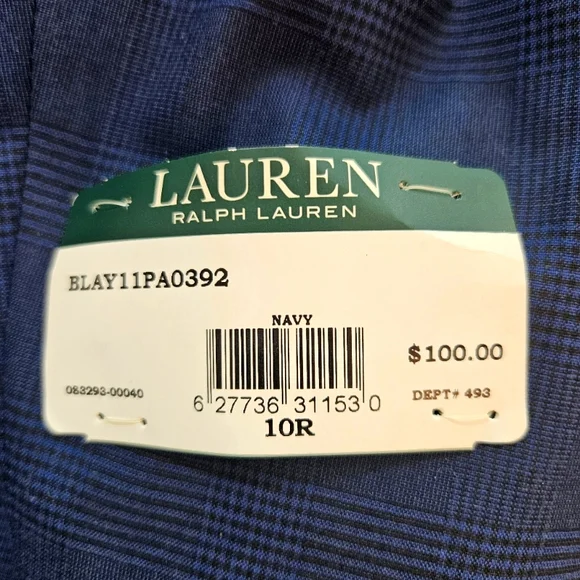 LAUREN
RALPH LAUREN
BLAY11PA0392
NAVY
$100.00
083293-00040
6 27736 31153 0
DEPT# 493
10R